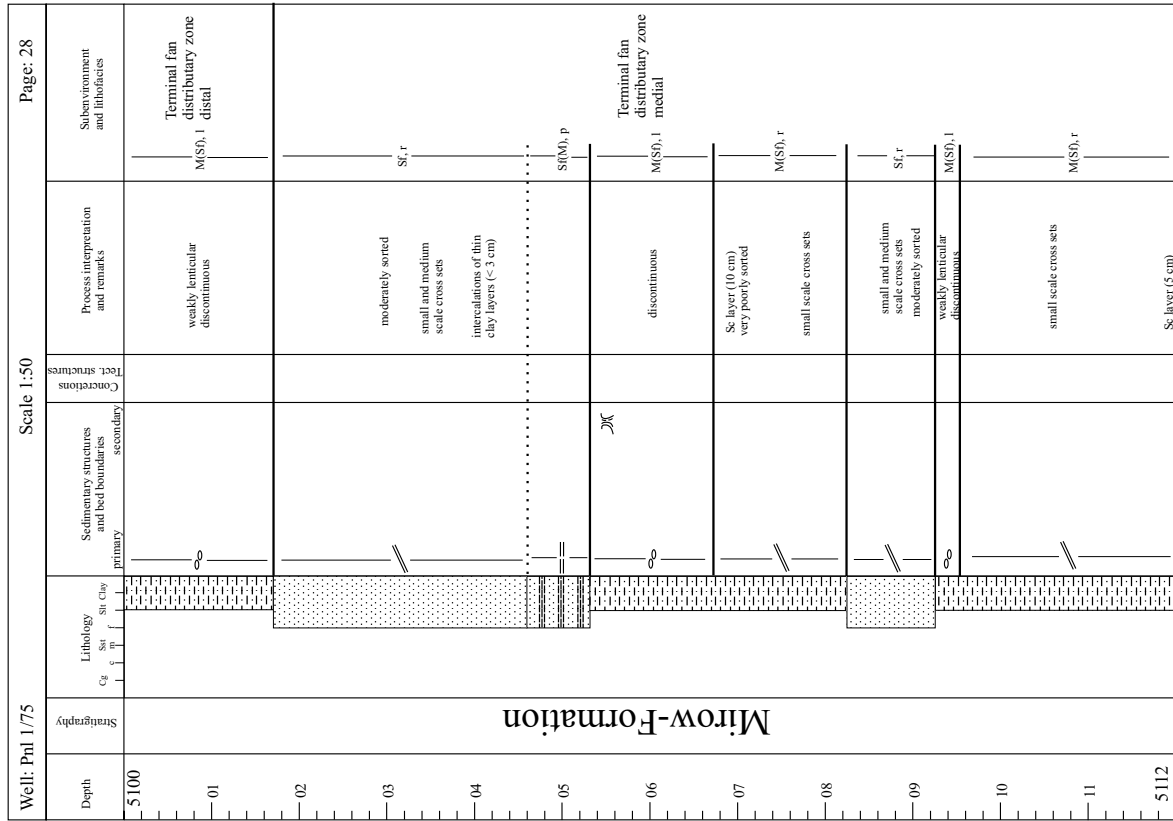 Well: Pnl 1/75
Scale 1:50
Page: 28
Depth
Stratigraphy
Lithology
Cg
c
Sst
m
f
Slt
Clay
Sedimentary structures
and bed boundaries
primary
secondary
Concretions
Tect. structures
Process interpretation
and remarks
Subenvironment
and lithofacies
5100
01
02
03
04
05
06
07
08
09
10
11
5112
Mirow-Formation
weakly lenticular
discontinuous
moderately sorted
small and medium
scale cross sets
intercalations of thin
clay layers (< 3 cm)
discontinuous
Sc layer (10 cm)
very poorly sorted
small scale cross sets
small and medium
scale cross sets
moderately sorted
weakly lenticular
discontinuous
small scale cross sets
Sc layer (5 cm)
M(Sf), l
Sf, r
Sf(M), p
M(Sf), l
M(Sf), r
Sf, r
M(Sf), l
M(Sf), r
Terminal fan
distributary zone
distal
Terminal fan
distributary zone
medial